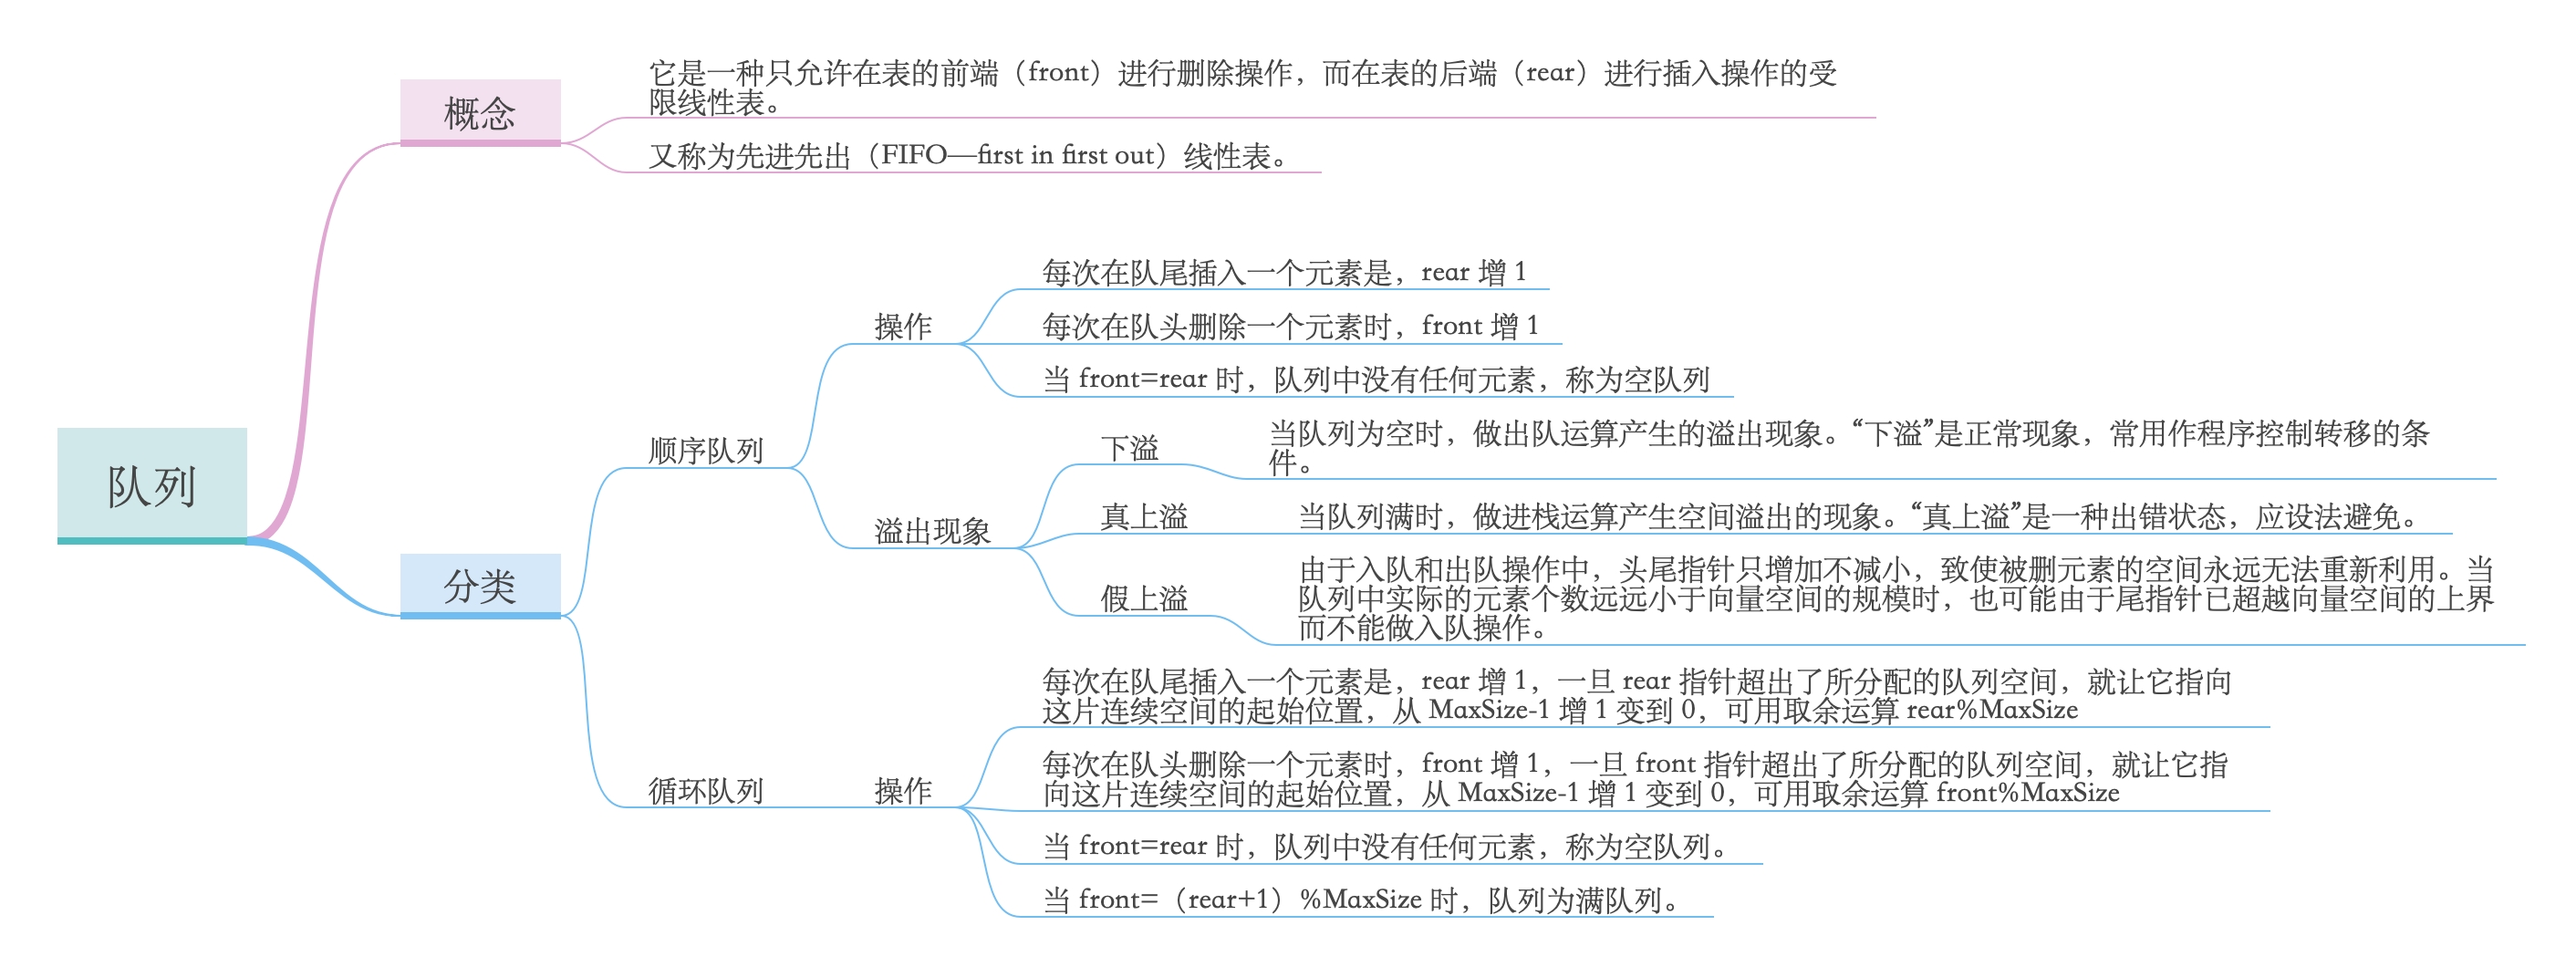 队列
概念
它是一种只允许在表的前端（front）进行删除操作，而在表的后端（rear）进行插入操作的受
限线性表。
又称为先进先出（FIFO—first in first out）线性表。
分类
顺序队列
操作
每次在队尾插入一个元素是，rear 增 1
每次在队头删除一个元素时，front 增 1
当 front=rear 时，队列中没有任何元素，称为空队列
溢出现象
下溢
当队列为空时，做出队运算产生的溢出现象。“下溢”是正常现象，常用作程序控制转移的条
件。
真上溢
当队列满时，做进栈运算产生空间溢出的现象。“真上溢”是一种出错状态，应设法避免。
假上溢
由于入队和出队操作中，头尾指针只增加不减小，致使被删元素的空间永远无法重新利用。当
队列中实际的元素个数远远小于向量空间的规模时，也可能由于尾指针已超越向量空间的上界
而不能做入队操作。
循环队列
操作
每次在队尾插入一个元素是，rear 增 1，一旦 rear 指针超出了所分配的队列空间，就让它指向
这片连续空间的起始位置，从 MaxSize-1 增 1 变到 0，可用取余运算 rear%MaxSize
每次在队头删除一个元素时，front 增 1，一旦 front 指针超出了所分配的队列空间，就让它指
向这片连续空间的起始位置，从 MaxSize-1 增 1 变到 0，可用取余运算 front%MaxSize
当 front=rear 时，队列中没有任何元素，称为空队列。
当 front=（rear+1）%MaxSize 时，队列为满队列。